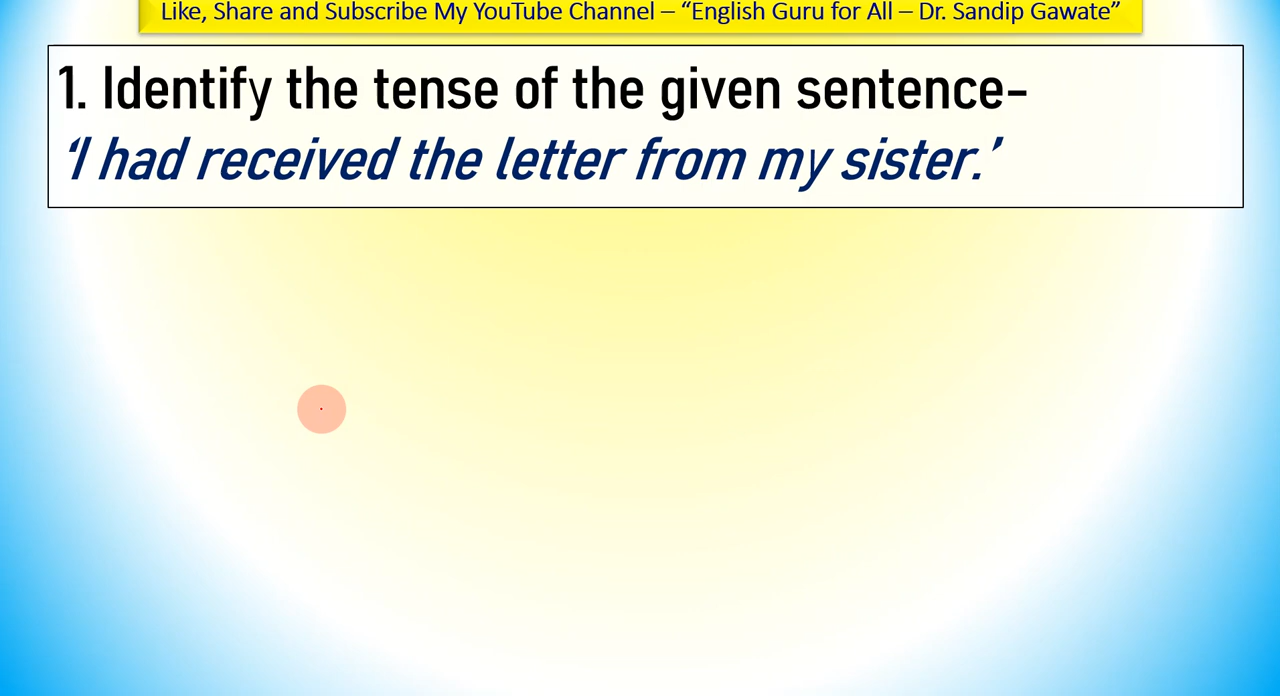 Like, Share and Subscribe My YouTube Channel – “English Guru for All – Dr. Sandip Gawate”
1. Identify the tense of the given sentence-
‘I had received the letter from my sister.’